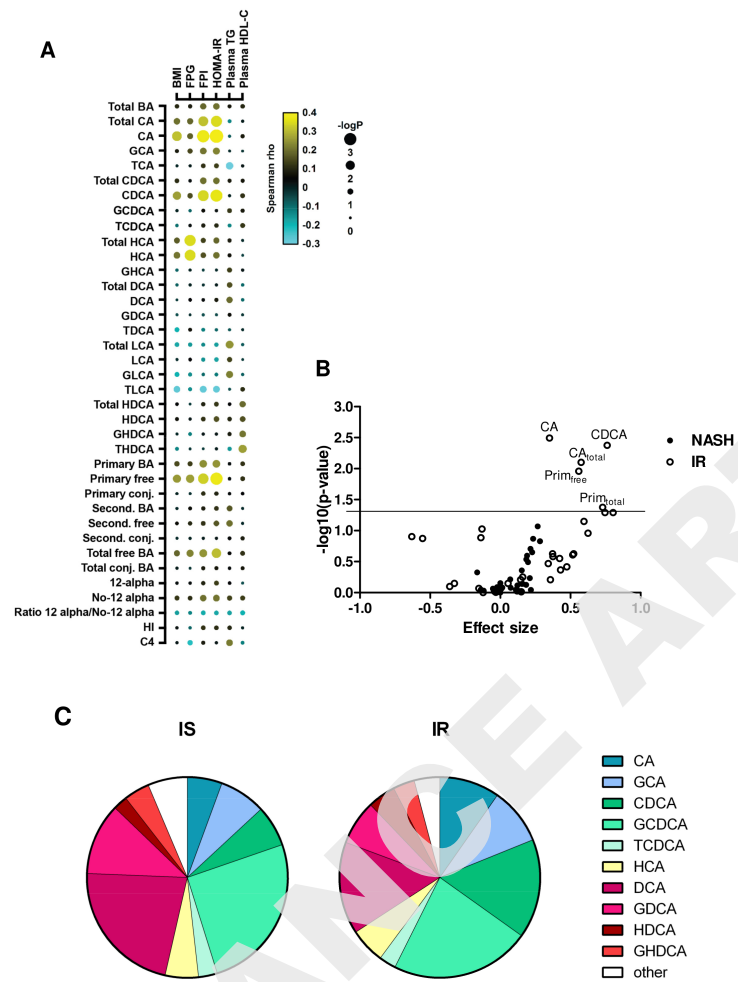 A
BMI
FPG
FPI
HOMA-IR
Plasma TG
Plasma HDL-C
Total BA
Total CA
CA
GCA
TCA
Total CDCA
CDCA
GCDCA
TCDCA
Total HCA
HCA
GHCA
Total DCA
DCA
GDCA
TDCA
Total LCA
LCA
GLCA
TLCA
Total HDCA
HDCA
GHDCA
THDCA
Primary BA
Primary free
Primary conj.
Second. BA
Second. free
Second. conj.
Total free BA
Total conj. BA
12-alpha
No-12 alpha
Ratio 12 alpha/No-12 alpha
HI
C4
Spearman rho
0.4
0.3
0.2
0.1
0
-0.1
-0.2
-0.3
-logP
3
2
1
0
B
-log10(p-value)
3.0
2.5
2.0
1.5
1.0
0.5
0.0
-1.0
-0.5
0.0
0.5
1.0
Effect size
CA
CDCA
CAtotal
Primfree
Primtotal
NASH
IR
C
IS
IR
CA
GCA
CDCA
GCDCA
TCDCA
HCA
DCA
GDCA
HDCA
GHDCA
other
ANCE ART